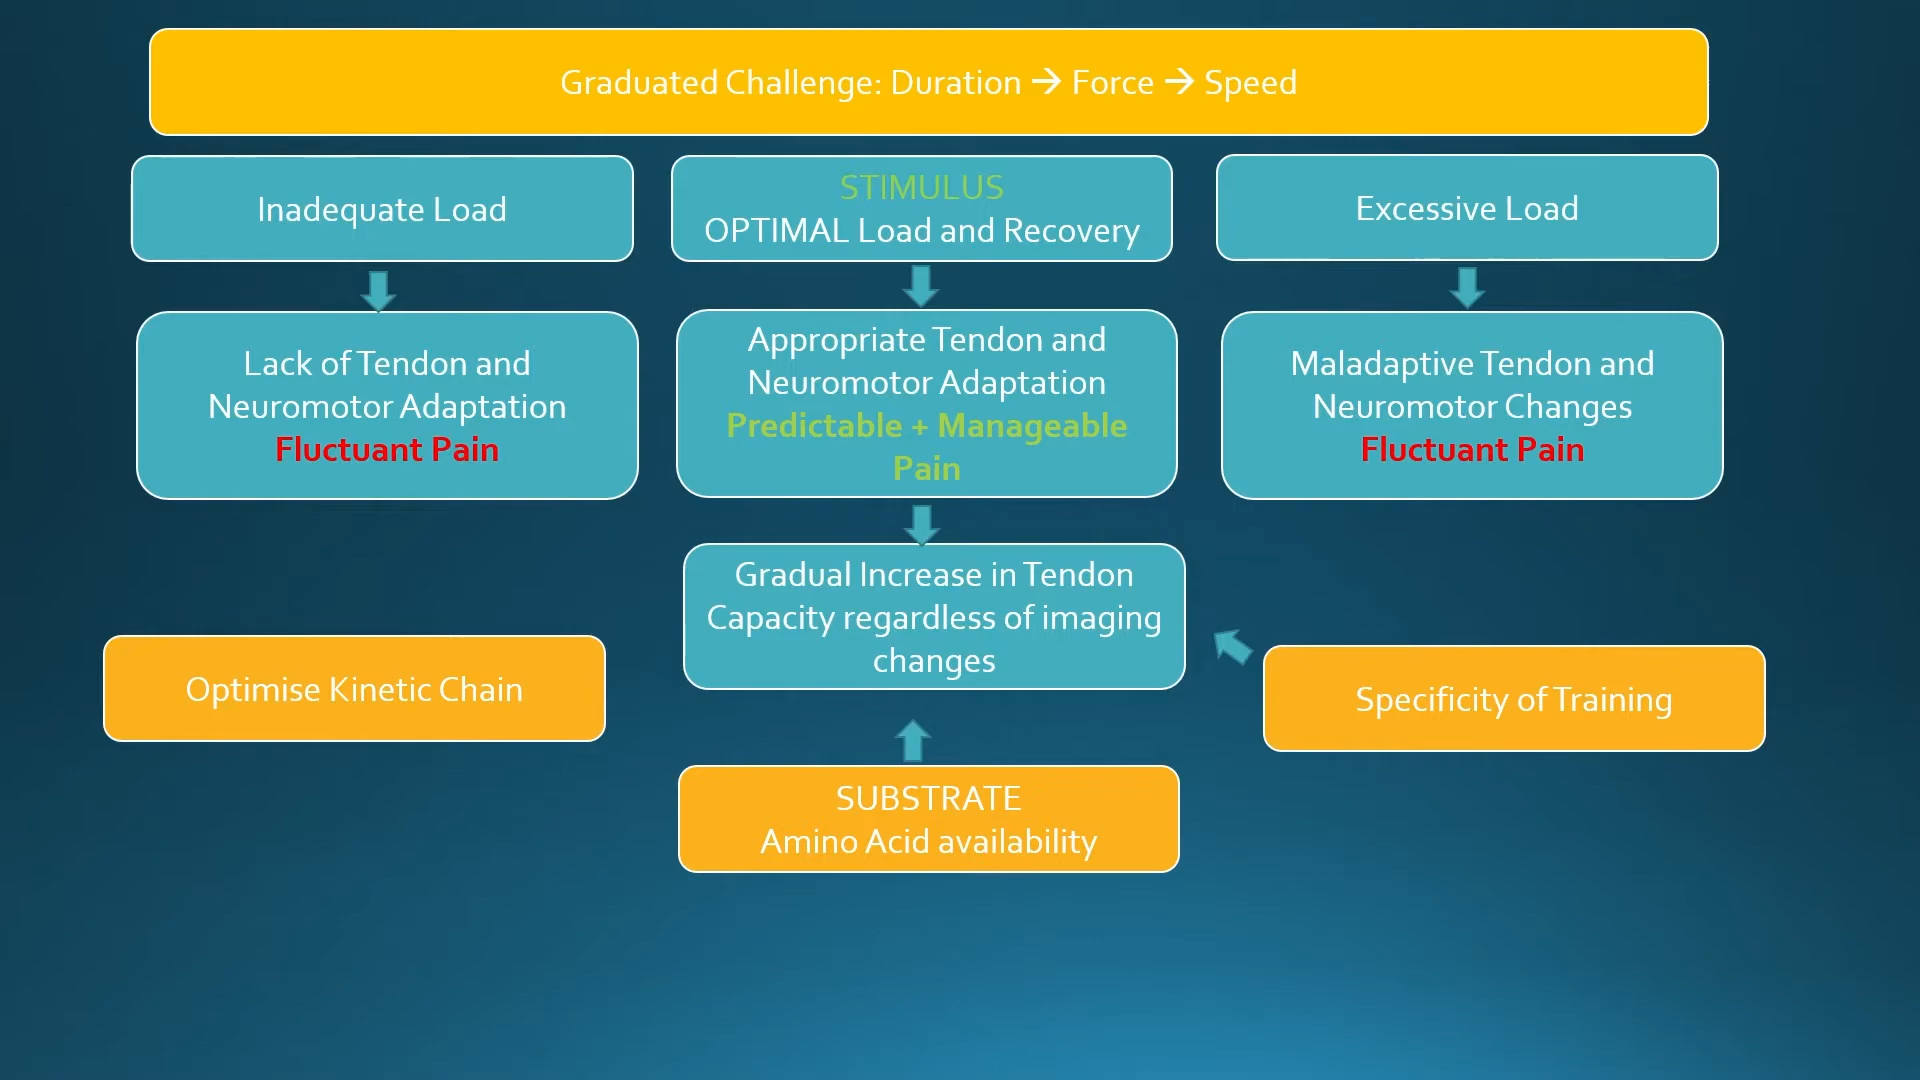 Graduated Challenge: Duration → Force → Speed
Inadequate Load
STIMULUS
OPTIMAL Load and Recovery
Excessive Load
Lack of Tendon and
Neuromotor Adaptation
Fluctuant Pain
Appropriate Tendon and
Neuromotor Adaptation
Predictable + Manageable
Pain
Maladaptive Tendon and
Neuromotor Changes
Fluctuant Pain
Gradual Increase in Tendon
Capacity regardless of imaging
changes
Optimise Kinetic Chain
Specificity of Training
SUBSTRATE
Amino Acid availability